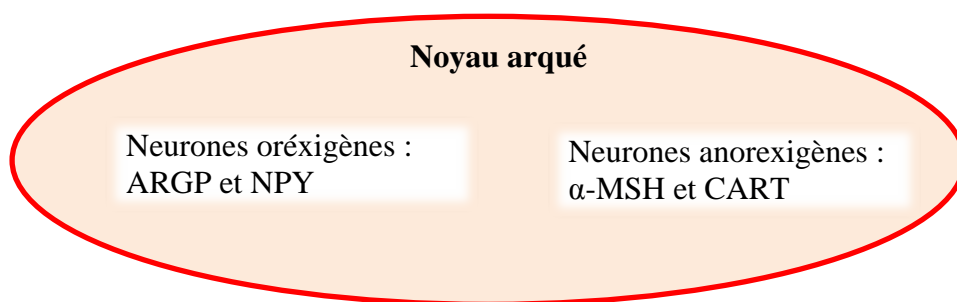 Noyau arqué
Neurones oréxigènes :
ARGP et NPY
Neurones anorexigènes :
α-MSH et CART